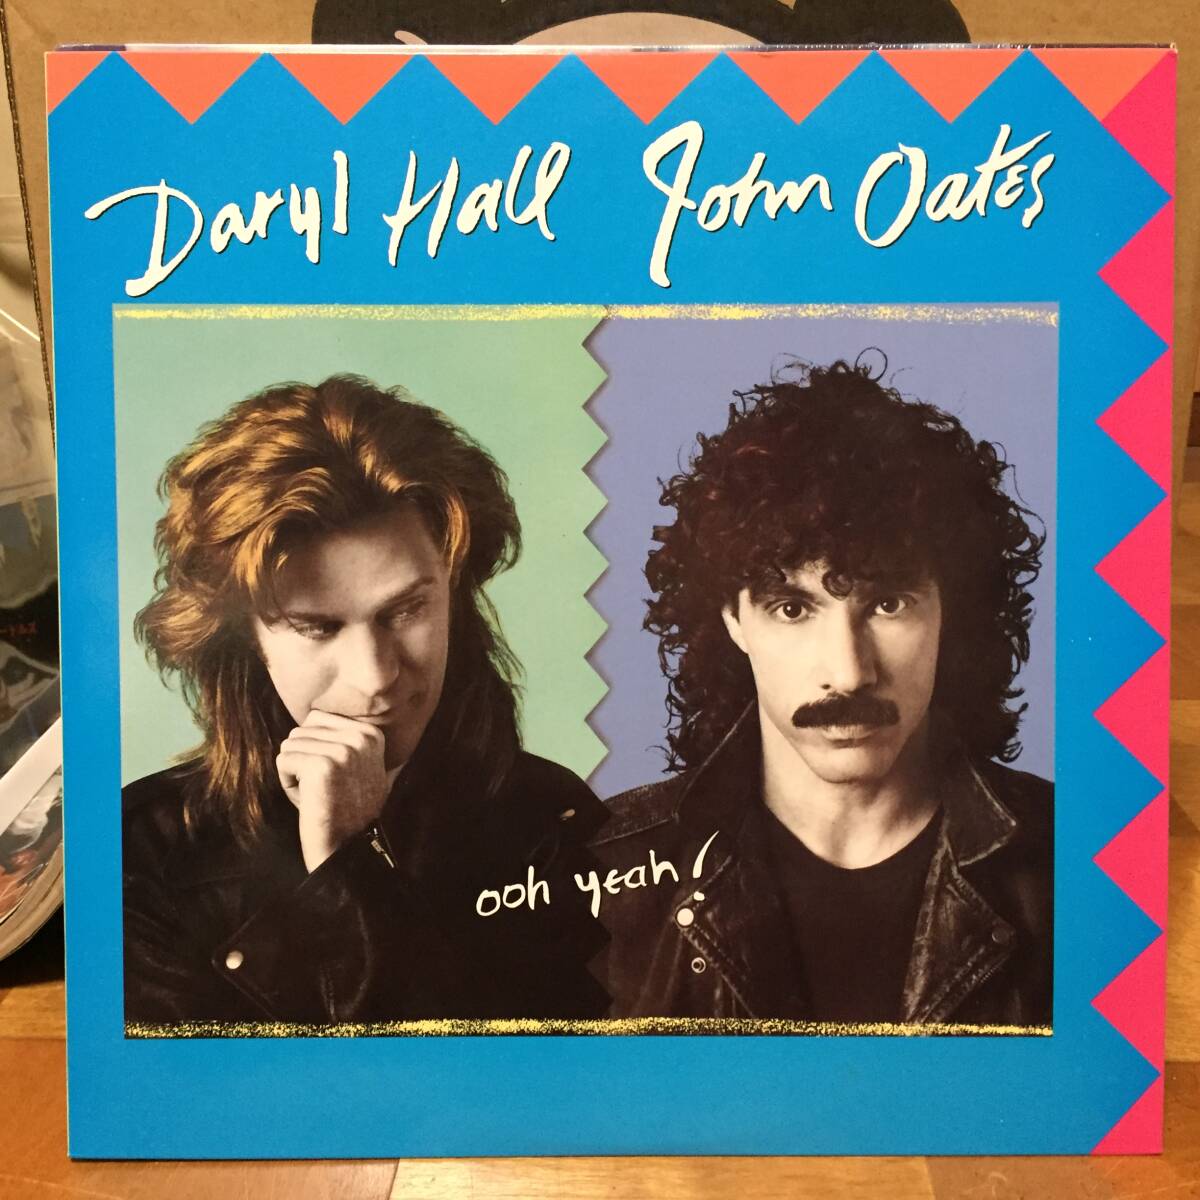 Daryl Hall John Oates
ooh yeah!